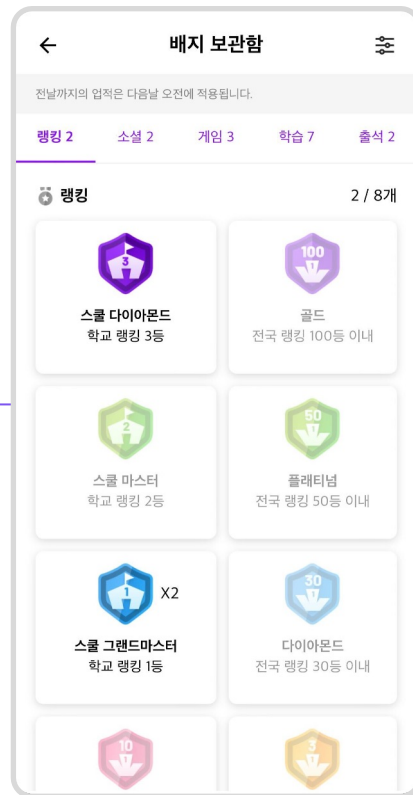 배지 보관함
전날까지의 업적은 다음날 오전에 적용됩니다.
랭킹 2 소셜 2 게임 3 학습 7 출석 2
랭킹 2 / 8개
3
스쿨 다이아몬드
학교 랭킹 3등
100
1
골드
전국 랭킹 100등 이내
2
스쿨 마스터
학교 랭킹 2등
50
1
플래티넘
전국 랭킹 50등 이내
1
X2
스쿨 그랜드마스터
학교 랭킹 1등
30
1
다이아몬드
전국 랭킹 30등 이내
10
1
3
1